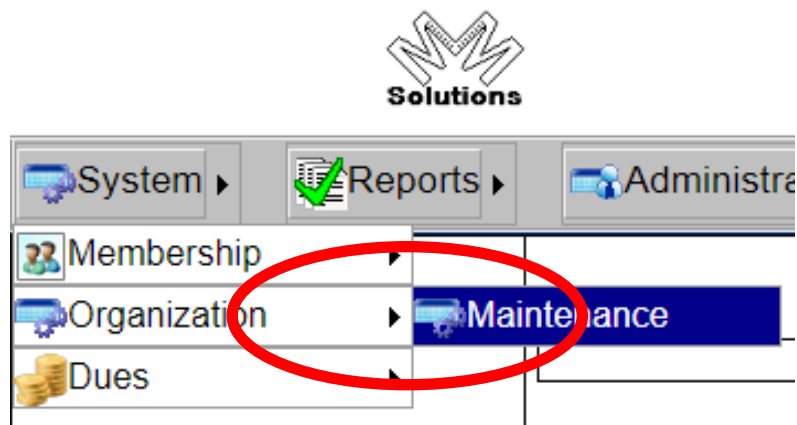 Solutions
System Reports Administra
Membership
Organization Maintenance
Dues